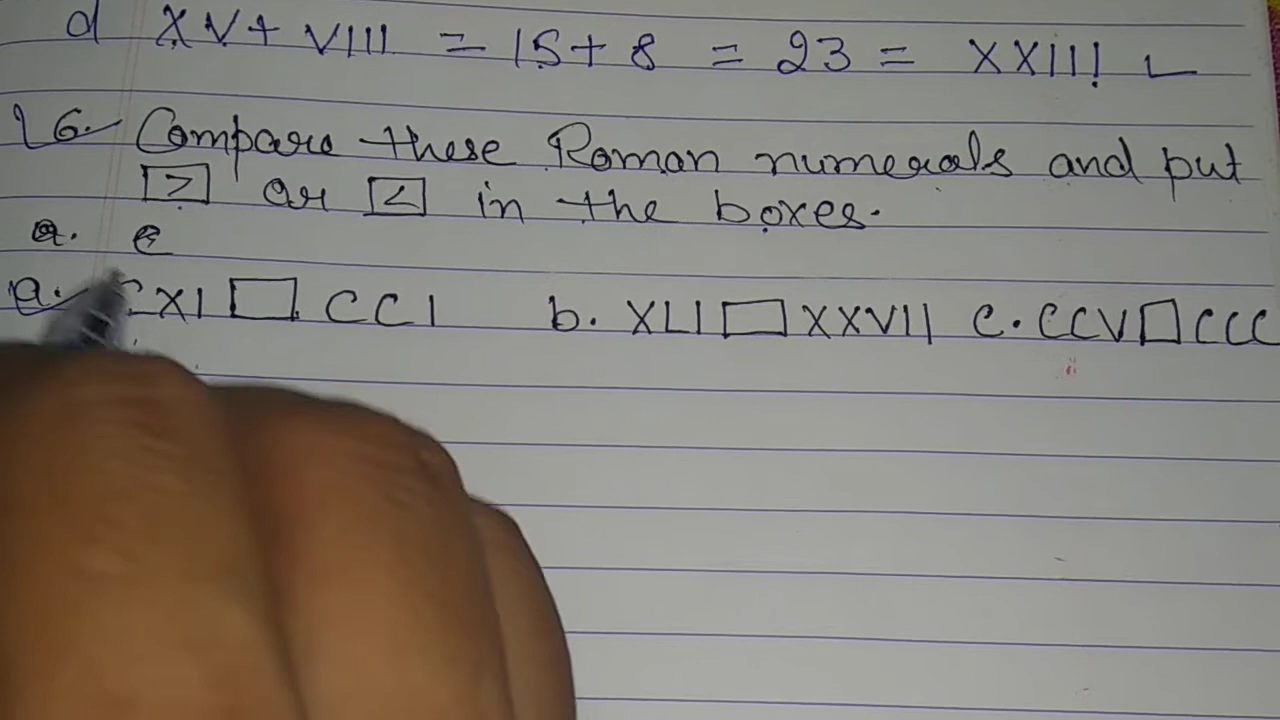 d XV + VIII = 15 + 8 = 23 = XXIII
Q6. Compare these Roman numerals and put
> or < in the boxes.
a. c
a. CXI □ CCI b. XLI □ XXVII c. CCV □ CCC